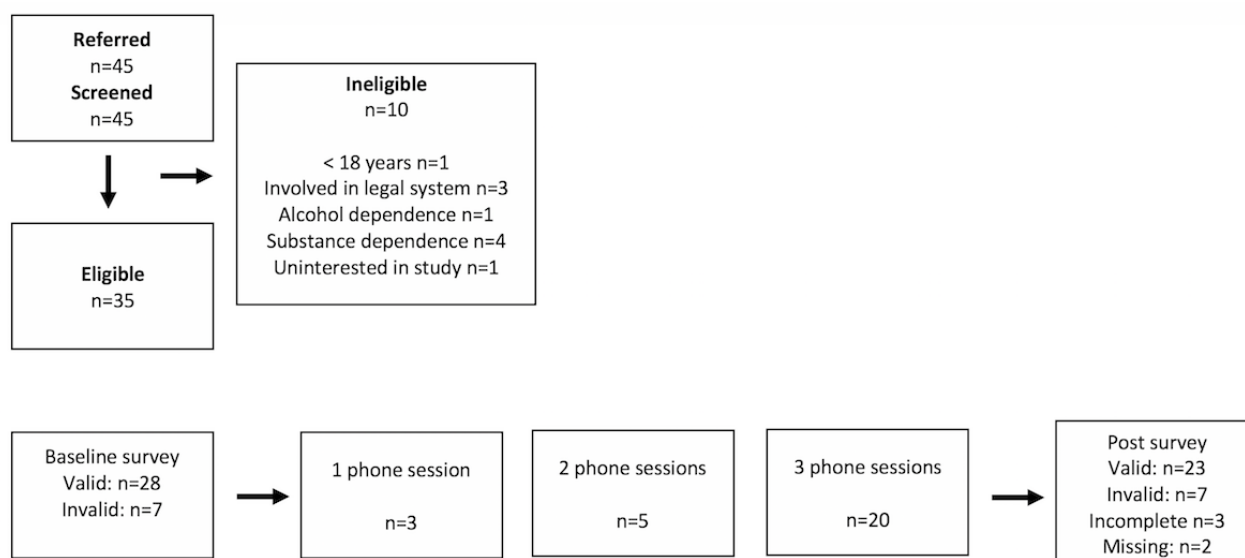 Referred
n=45
Screened
n=45
Ineligible
n=10
< 18 years n=1
Involved in legal system n=3
Alcohol dependence n=1
Substance dependence n=4
Uninterested in study n=1
Eligible
n=35
Baseline survey
Valid: n=28
Invalid: n=7
1 phone session
n=3
2 phone sessions
n=5
3 phone sessions
n=20
Post survey
Valid: n=23
Invalid: n=7
Incomplete n=3
Missing: n=2